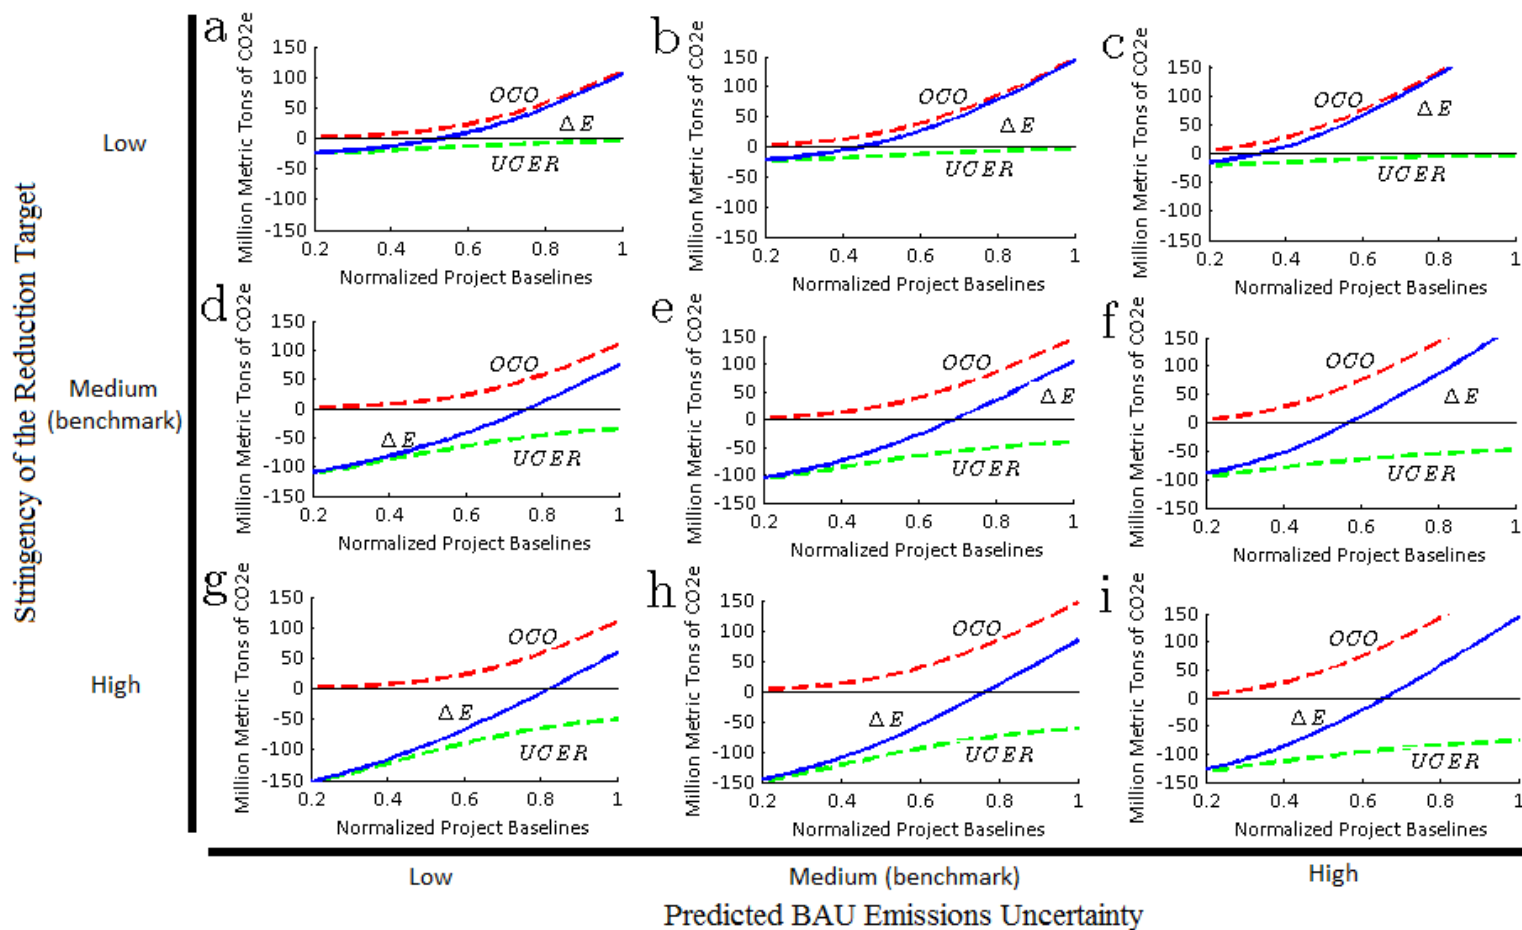 Stringency of the Reduction Target
Low
Medium
(benchmark)
High
a
Million Metric Tons of CO2e
150
100
50
0
-50
-100
-150
OCO
ΔE
UCER
0.2 0.4 0.6 0.8 1
Normalized Project Baselines
b
Million Metric Tons of CO2e
150
100
50
0
-50
-100
150
OCO
ΔE
UCER
0.2 0.4 0.6 0.8 1
Normalized Project Baselines
c
Million Metric Tons of CO2e
150
100
50
0
-50
-100
150
OCO
ΔE
UCER
0.2 0.4 0.6 0.8 1
Normalized Project Baselines
d
Million Metric Tons of CO2e
150
100
50
0
-50
-100
-150
OCO
ΔE
UCER
0.2 0.4 0.6 0.8 1
Normalized Project Baselines
e
Million Metric Tons of CO2e
150
100
50
0
-50
-100
150
OCO
ΔE
UCER
0.2 0.4 0.6 0.8 1
Normalized Project Baselines
f
Million Metric Tons of CO2e
150
100
50
0
-50
-100
150
OCO
ΔE
UCER
0.2 0.4 0.6 0.8 1
Normalized Project Baselines
g
Million Metric Tons of CO2e
150
100
50
0
-50
-100
-150
OCO
ΔE
UCER
0.2 0.4 0.6 0.8 1
Normalized Project Baselines
h
Million Metric Tons of CO2e
150
100
50
0
-50
-100
150
OCO
ΔE
UCER
0.2 0.4 0.6 0.8 1
Normalized Project Baselines
i
Million Metric Tons of CO2e
150
100
50
0
-50
-100
150
OCO
ΔE
UCER
0.2 0.4 0.6 0.8 1
Normalized Project Baselines
Low
Medium (benchmark)
High
Predicted BAU Emissions Uncertainty